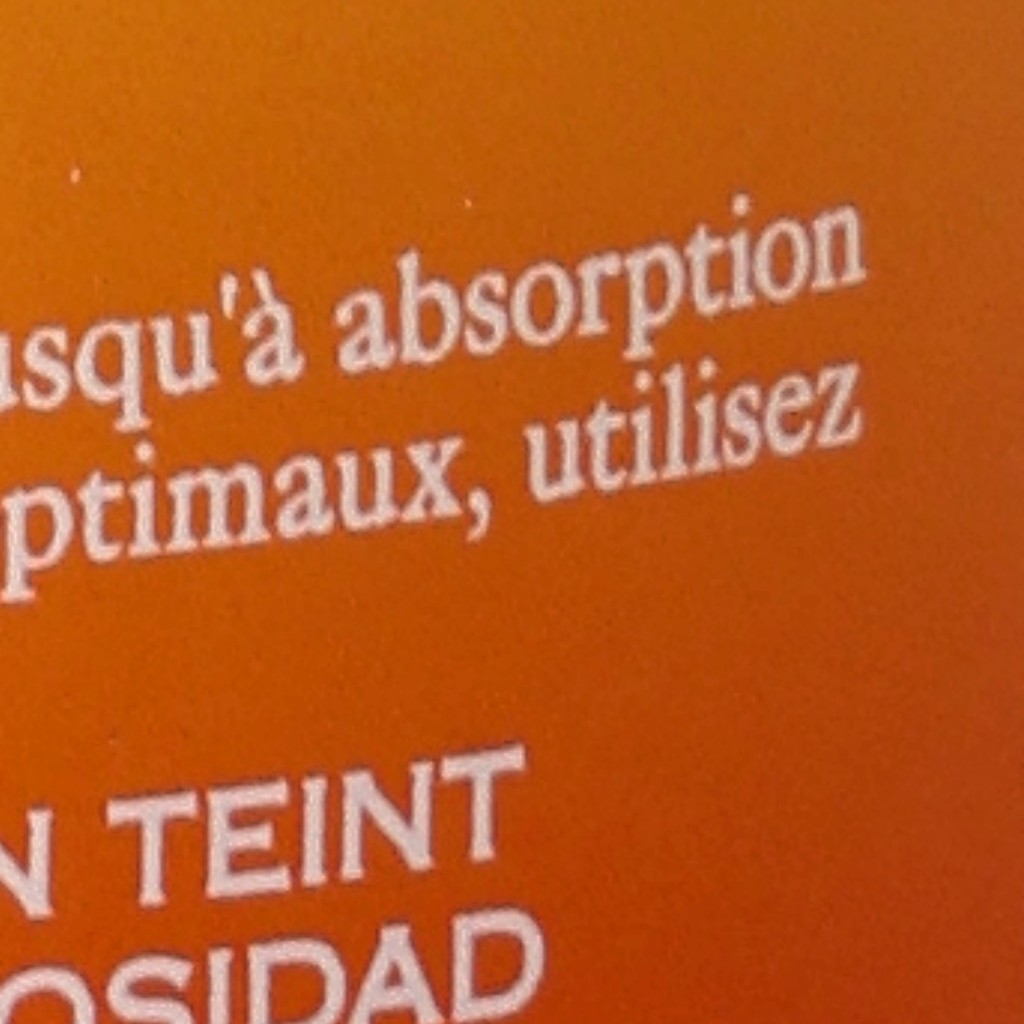 usqu'à absorption
ptimaux, utilisez
N TEINT
OSIDAD